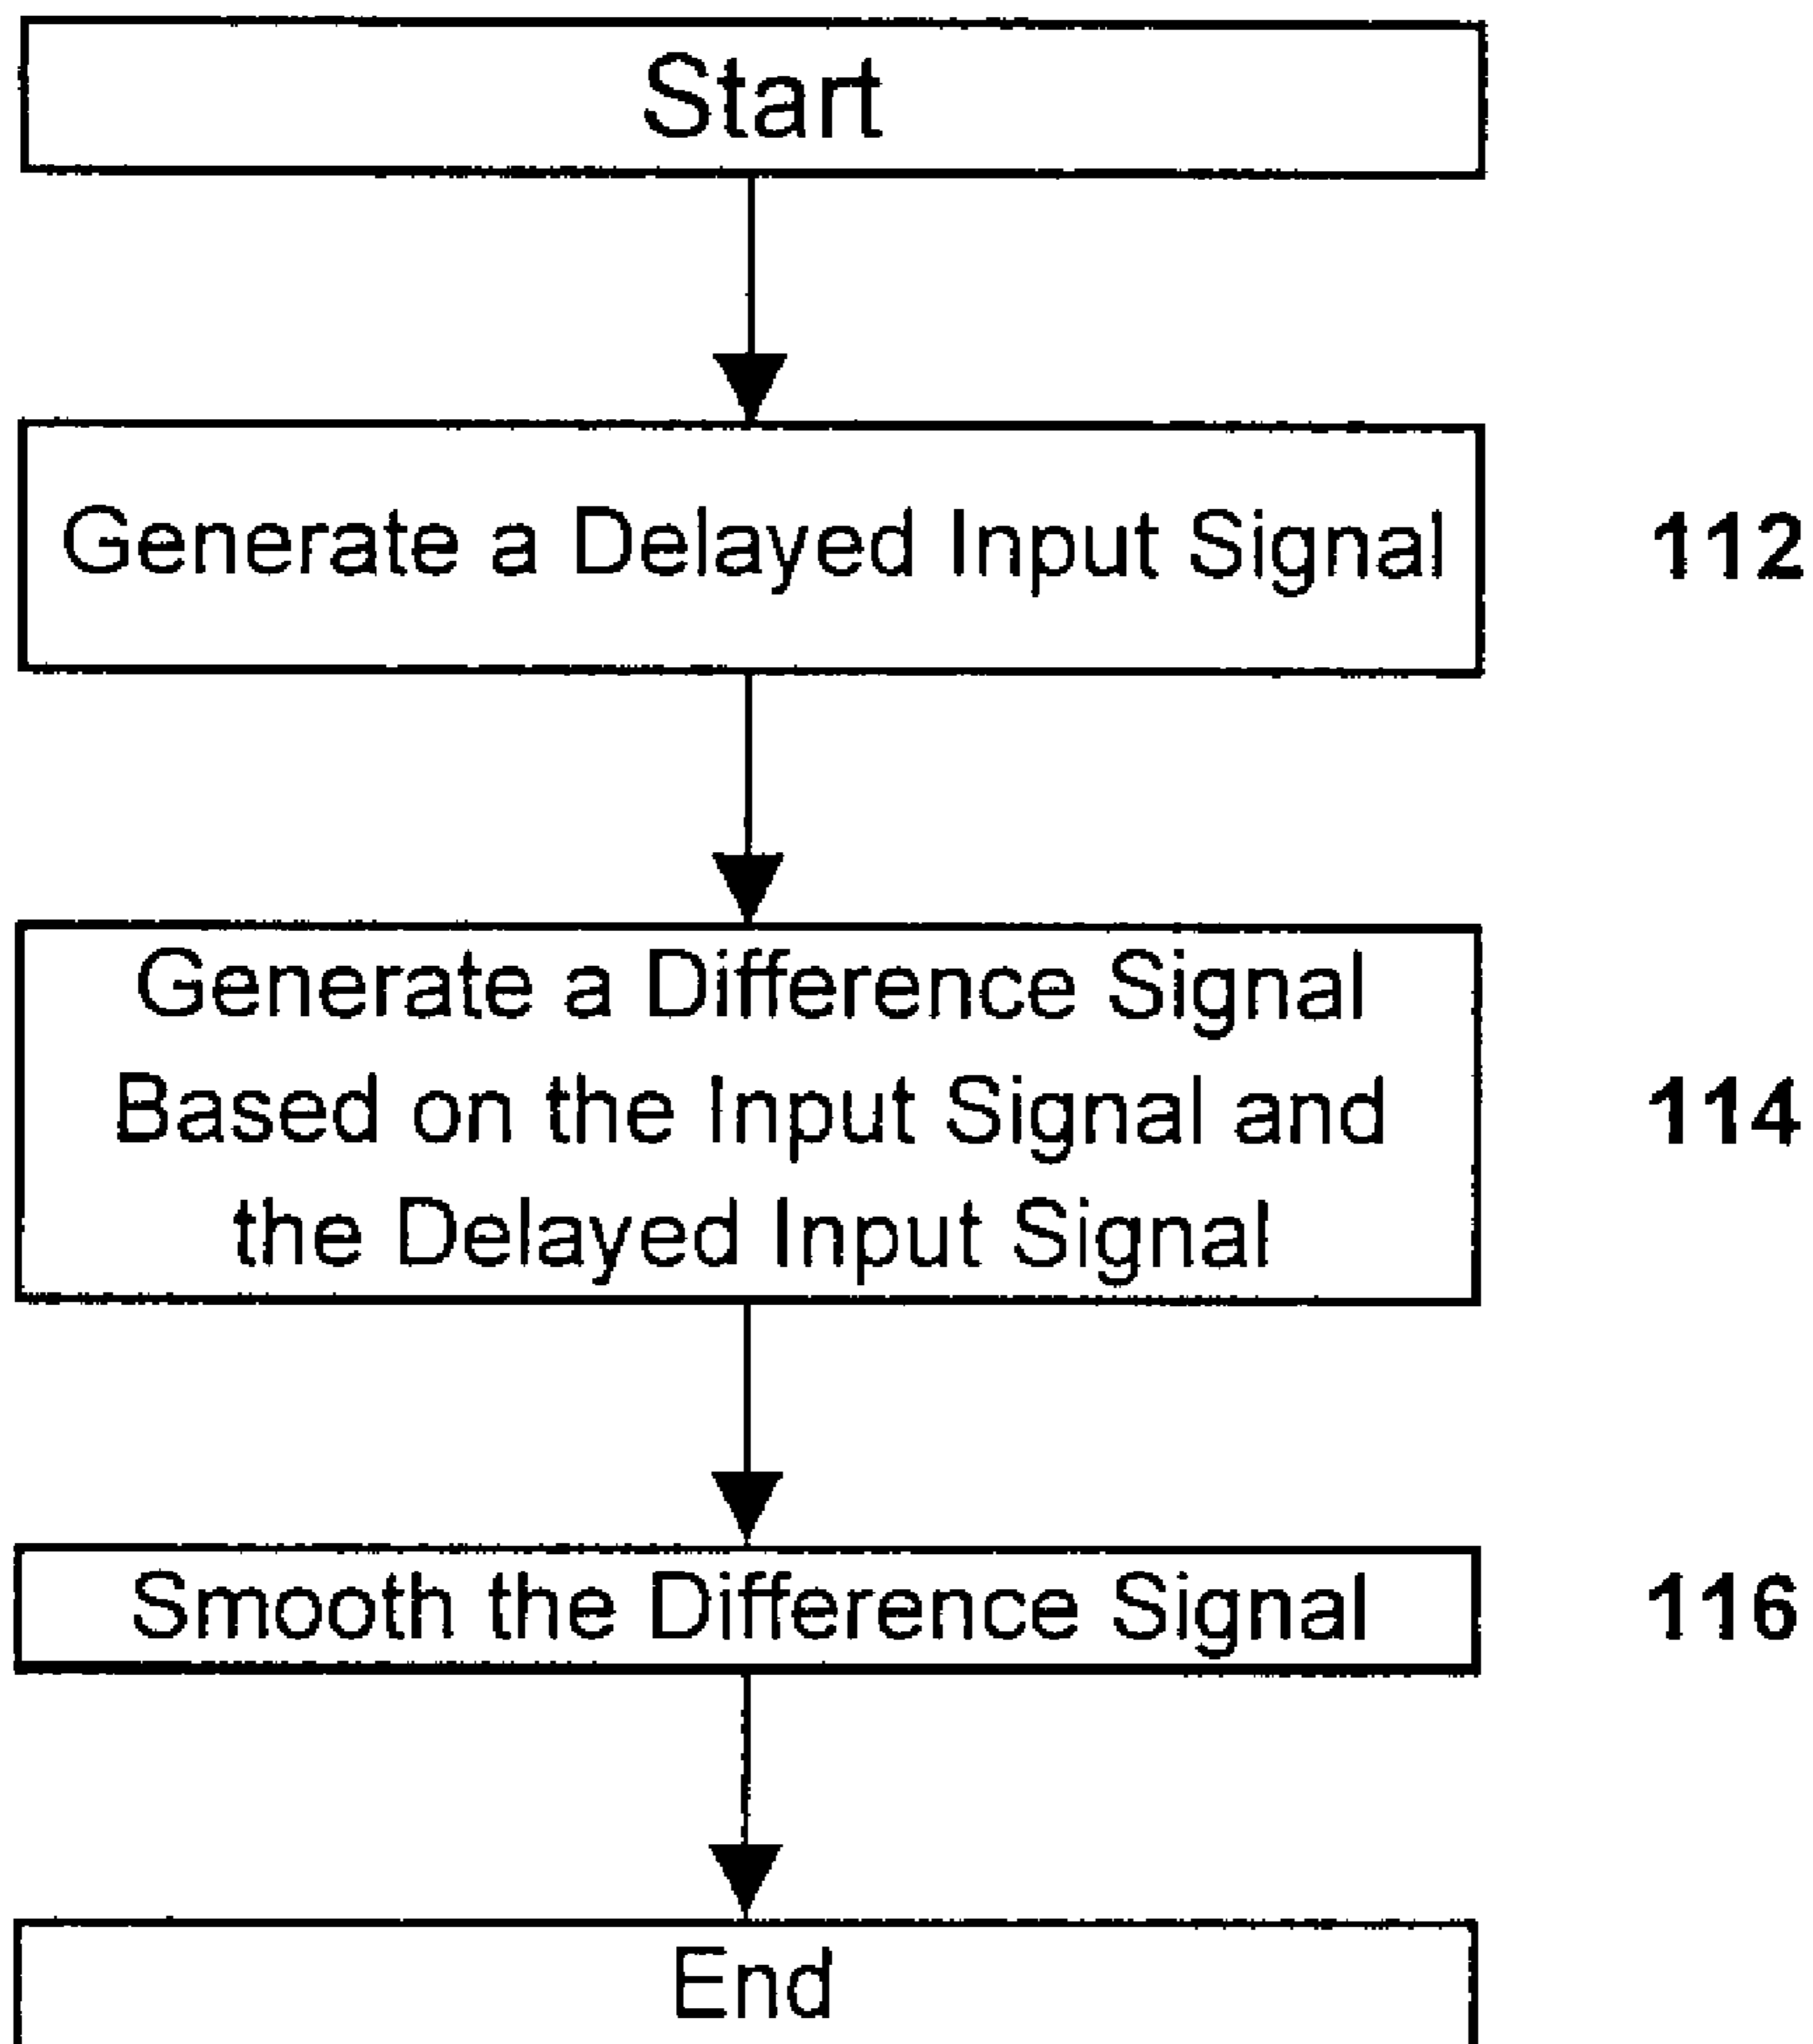 Start
Generate a Delayed Input Signal 112
Generate a Difference Signal
Based on the Input Signal and 114
the Delayed Input Signal
Smooth the Difference Signal 116
End